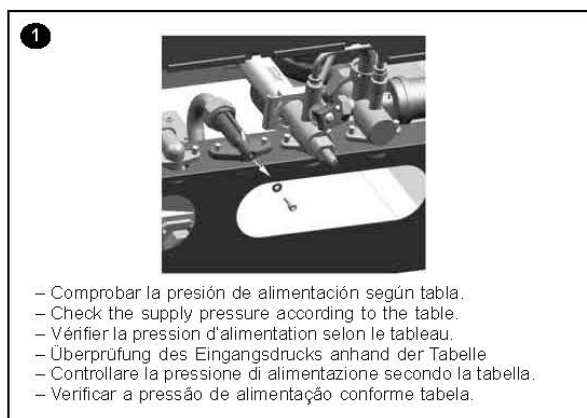 1
– Comprobar la presión de alimentación según tabla.
– Check the supply pressure according to the table.
– Vérifier la pression d'alimentation selon le tableau.
– Überprüfung des Eingangsdrucks anhand der Tabelle
– Controllare la pressione di alimentazione secondo la tabella.
– Verificar a pressão de alimentação conforme tabela.